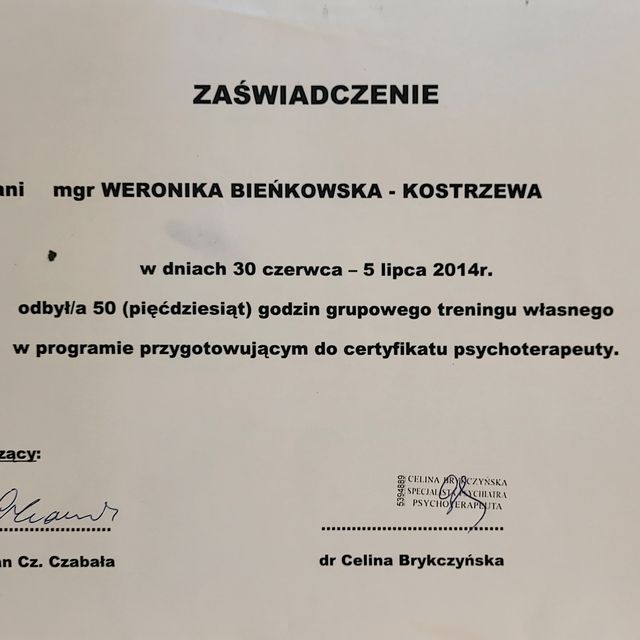 ZAŚWIADCZENIE
ani mgr WERONIKA BIEŃKOWSKA - KOSTRZEWA
w dniach 30 czerwca – 5 lipca 2014r.
odbył/a 50 (pięćdziesiąt) godzin grupowego treningu własnego
w programie przygotowującym do certyfikatu psychoterapeuty.
zący:
5394889
CELINA BRYKCZYŃSKA
SPECJALISTA PSYCHIATRA
PSYCHOTERAPEUTA
an Cz. Czabała
dr Celina Brykczyńska